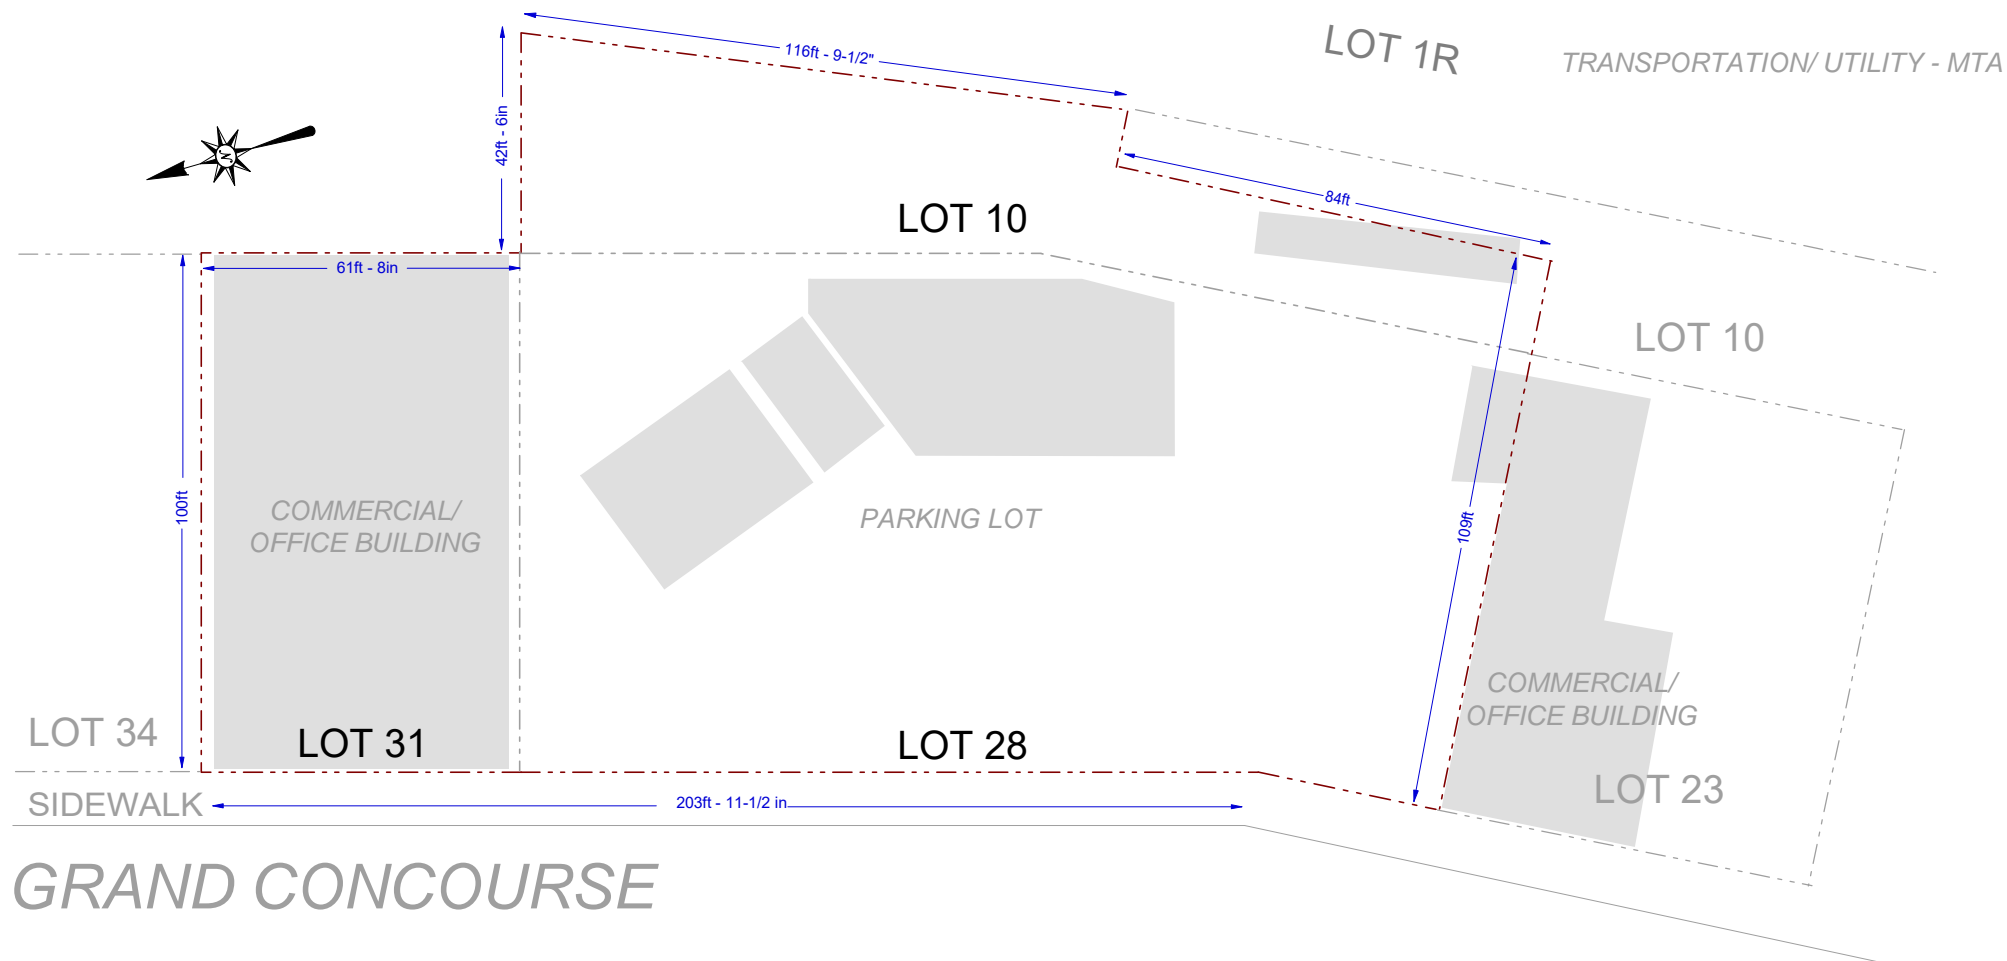 LOT 1R
TRANSPORTATION/ UTILITY - MTA
116ft - 9-1/2"
42ft - 6in
N
84ft
LOT 10
61ft - 8in
LOT 10
100ft
COMMERCIAL/
OFFICE BUILDING
PARKING LOT
109ft
COMMERCIAL/
OFFICE BUILDING
LOT 34
LOT 31
LOT 28
LOT 23
SIDEWALK
203ft - 11-1/2 in
GRAND CONCOURSE